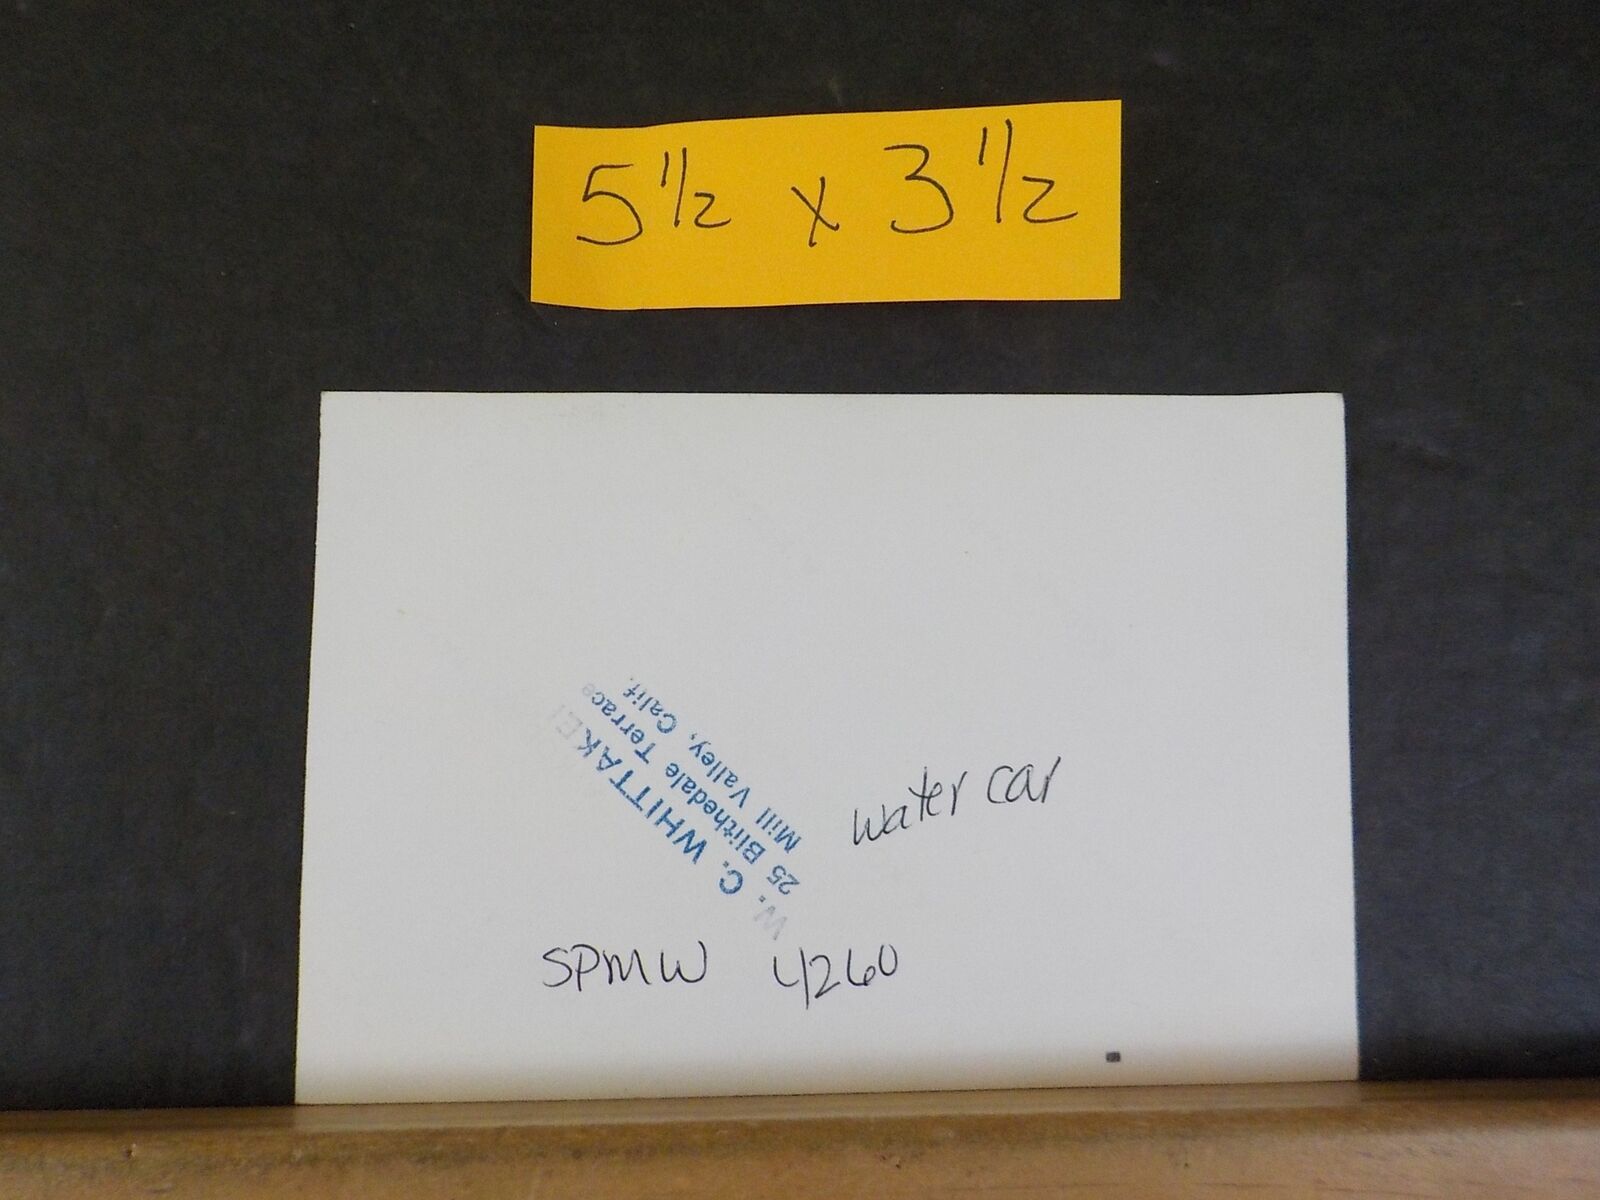 5 1/2 x 3 1/2
W. C. WHITTAKER
25 Blithedale Terrace
Mill Valley, Calif.
water car
SPMW 4260